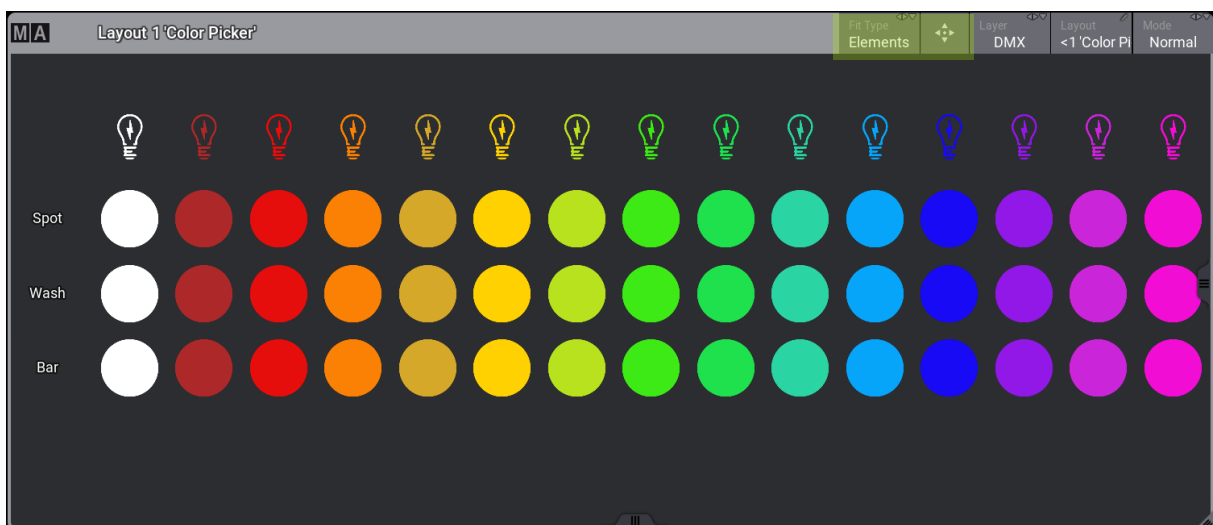 MA Layout 1 'Color Picker'
Fit Type
Elements
Layer
DMX
Layout
<1 'Color Pi
Mode
Normal
Spot
Wash
Bar